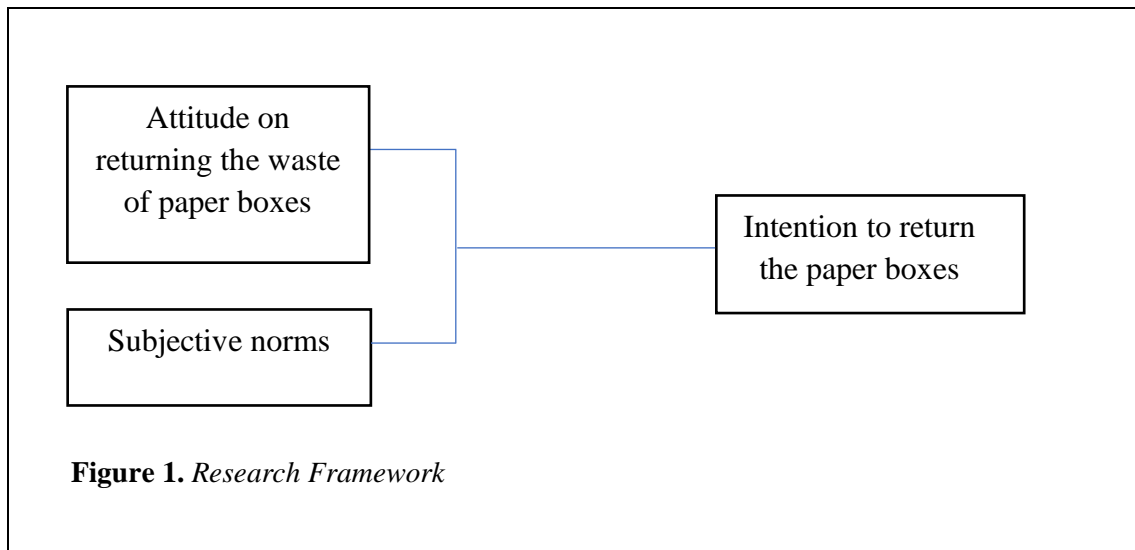 Attitude on
returning the waste
of paper boxes
Intention to return
the paper boxes
Subjective norms
Figure 1. Research Framework